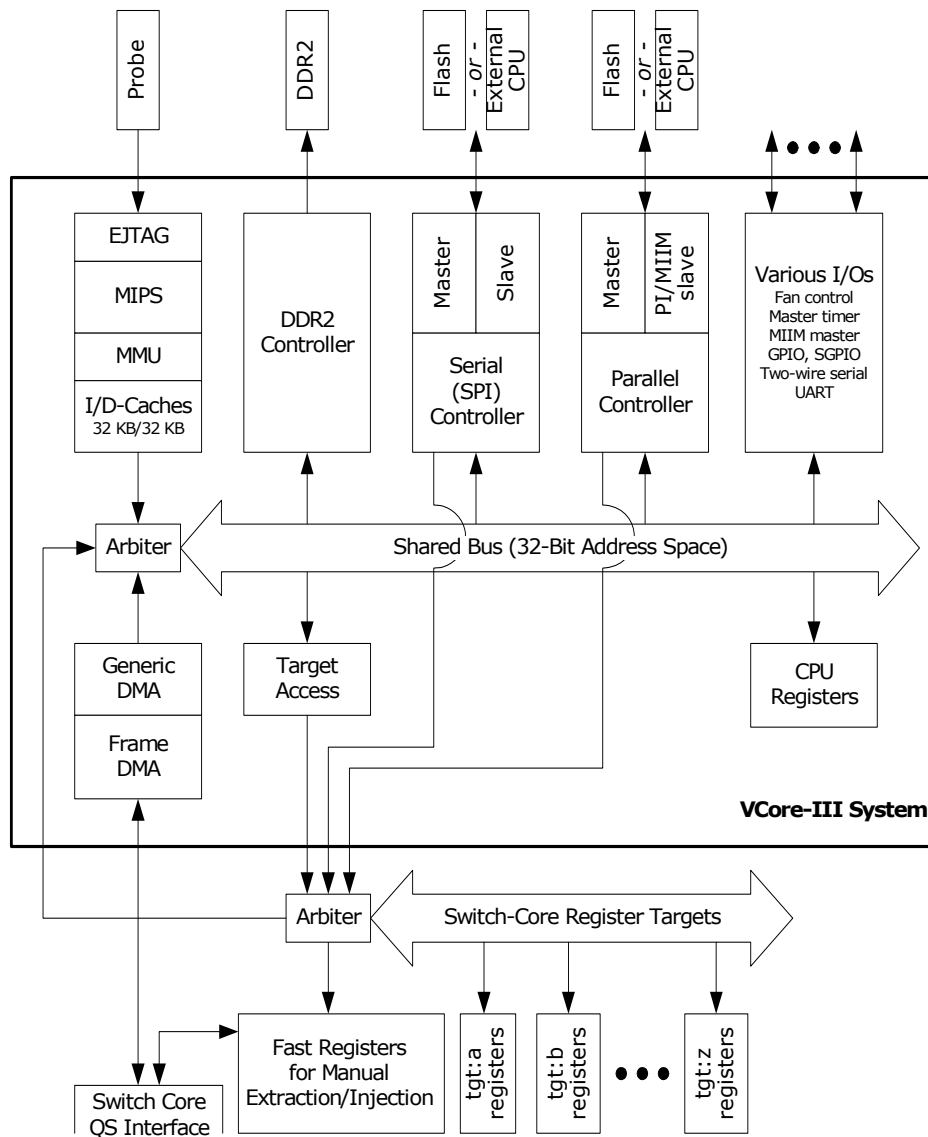 Probe
DDR2
Flash
- or -
External
CPU
Flash
- or -
External
CPU
EJTAG
MIPS
MMU
I/D-Caches
32 KB/32 KB
DDR2
Controller
Master
Slave
Serial
(SPI)
Controller
Master
PI/MIIM
slave
Parallel
Controller
Various I/Os
Fan control
Master timer
MIIM master
GPIO, SGPIO
Two-wire serial
UART
Arbiter
Shared Bus (32-Bit Address Space)
Generic
DMA
Frame
DMA
Target
Access
CPU
Registers
VCore-III System
Arbiter
Switch-Core Register Targets
Fast Registers
for Manual
Extraction/Injection
tgt:a
registers
tgt:b
registers
tgt:z
registers
Switch Core
QS Interface